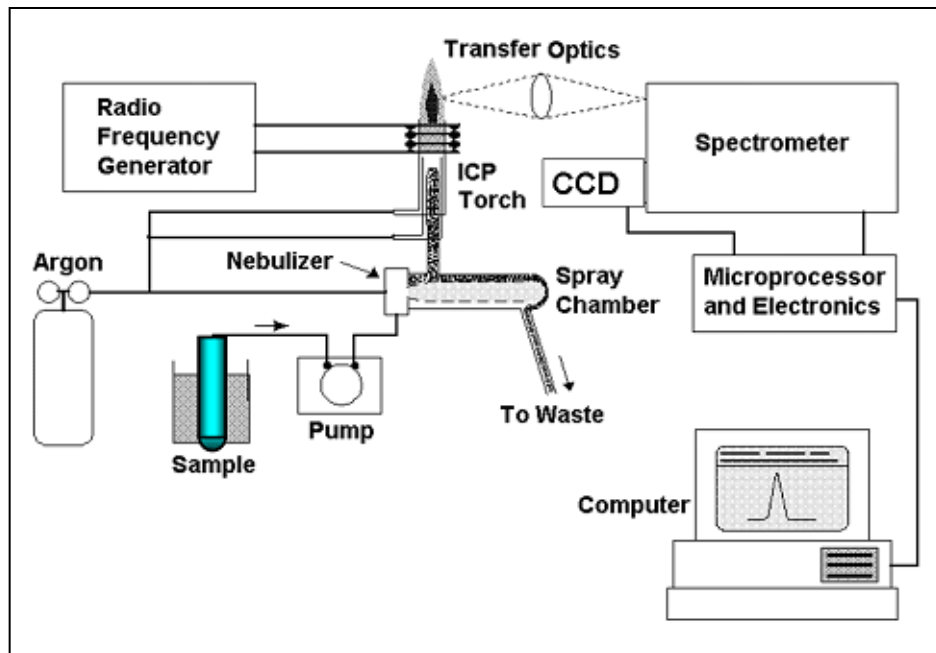 Transfer Optics
Radio
Frequency
Generator
Spectrometer
ICP
Torch
CCD
Argon
Nebulizer
Spray
Chamber
Microprocessor
and Electronics
To Waste
Pump
Sample
Computer